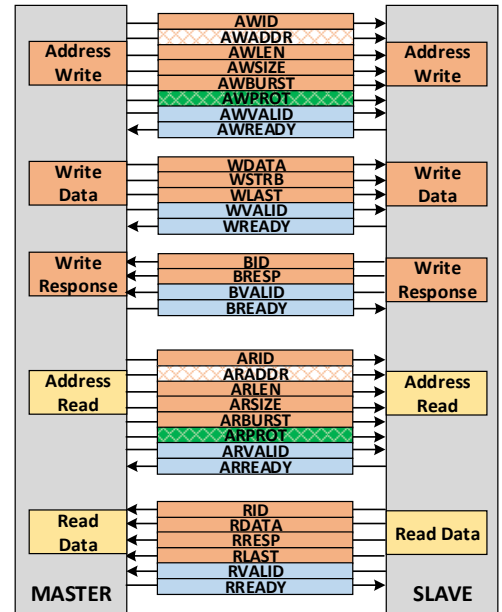 AWID
AWADDR
AWLEN
AWSIZE
AWBURST
AWPROT
AWVALID
AWREADY
Address
Write
Address
Write
WDATA
WSTRB
WLAST
WVALID
WREADY
Write
Data
Write
Data
BID
BRESP
BVALID
BREADY
Write
Response
Write
Response
ARID
ARADDR
ARLEN
ARSIZE
ARBURST
ARPROT
ARVALID
ARREADY
Address
Read
Address
Read
RID
RDATA
RRESP
RLAST
RVALID
RREADY
Read
Data
Read Data
MASTER
SLAVE